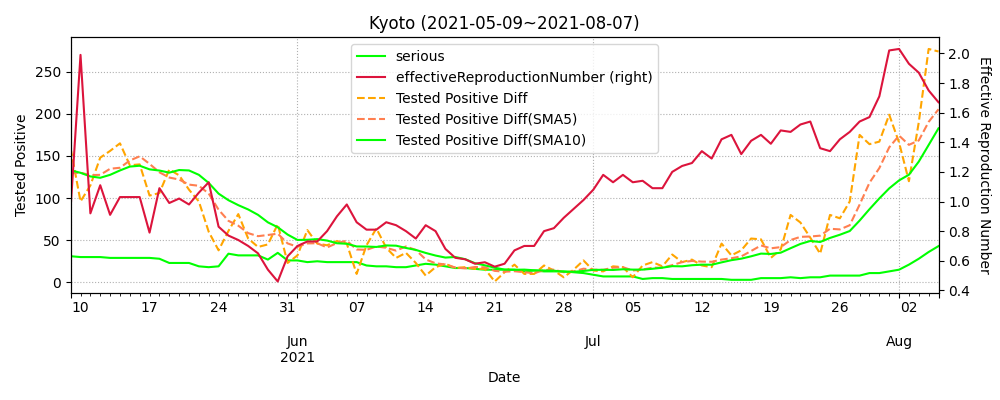 Kyoto (2021-05-09~2021-08-07)
serious
effectiveReproductionNumber (right)
Tested Positive Diff
Tested Positive Diff(SMA5)
Tested Positive Diff(SMA10)
Tested Positive
250
200
150
100
50
0
2.0
1.8
1.6
1.4
1.2
1.0
0.8
0.6
0.4
Effective Reproduction Number
10 17 24 31 07 14 21 28 05 12 19 26 02
Jun Jul Aug
2021
Date